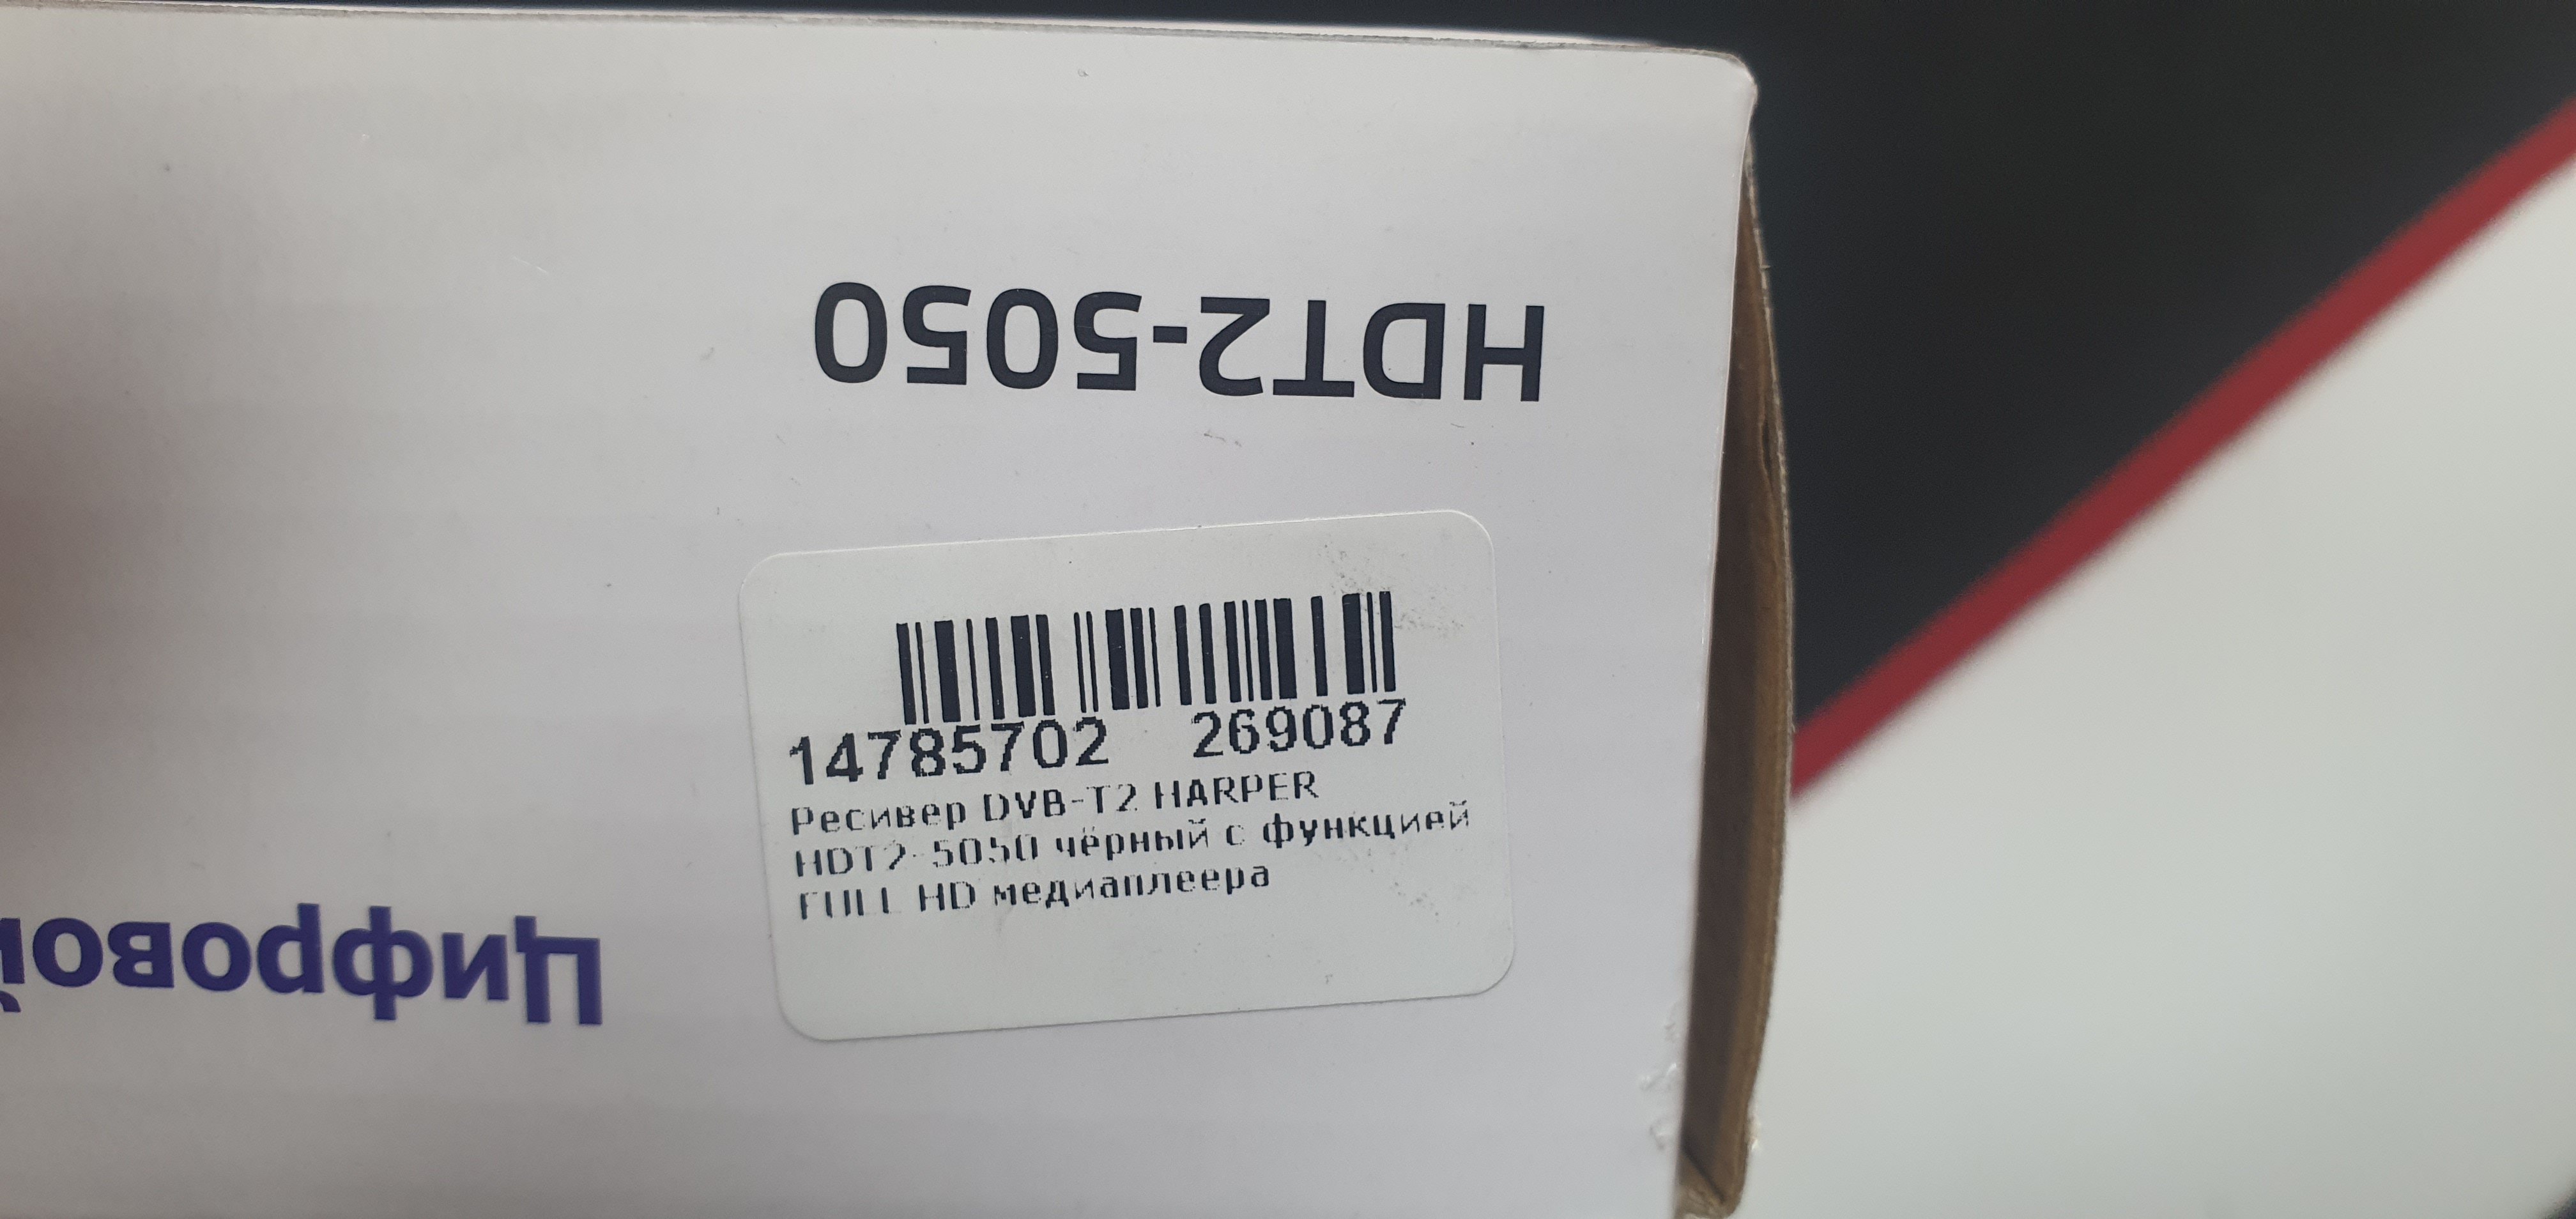 HDT2-5050
14785702 269087
Ресивер DVB-T2 HARPER
HDT2-5050 чёрный с функцией
FULL HD медиаплеера
Цифровой